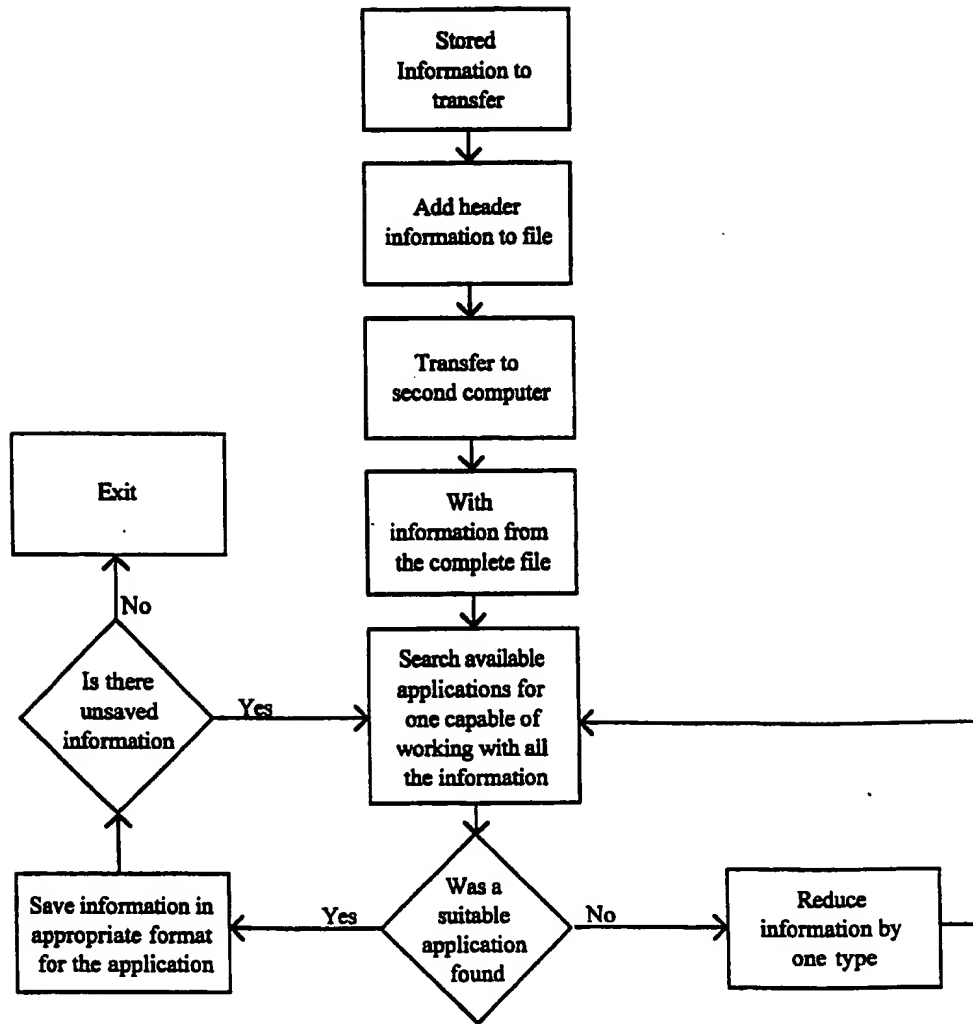 Stored
Information to
transfer
Add header
information to file
Transfer to
second computer
With
information from
the complete file
Exit
No
Is there
unsaved
information
Yes
Search available
applications for
one capable of
working with all
the information
Save information in
appropriate format
for the application
Yes
Was a
suitable
application
found
No
Reduce
information by
one type